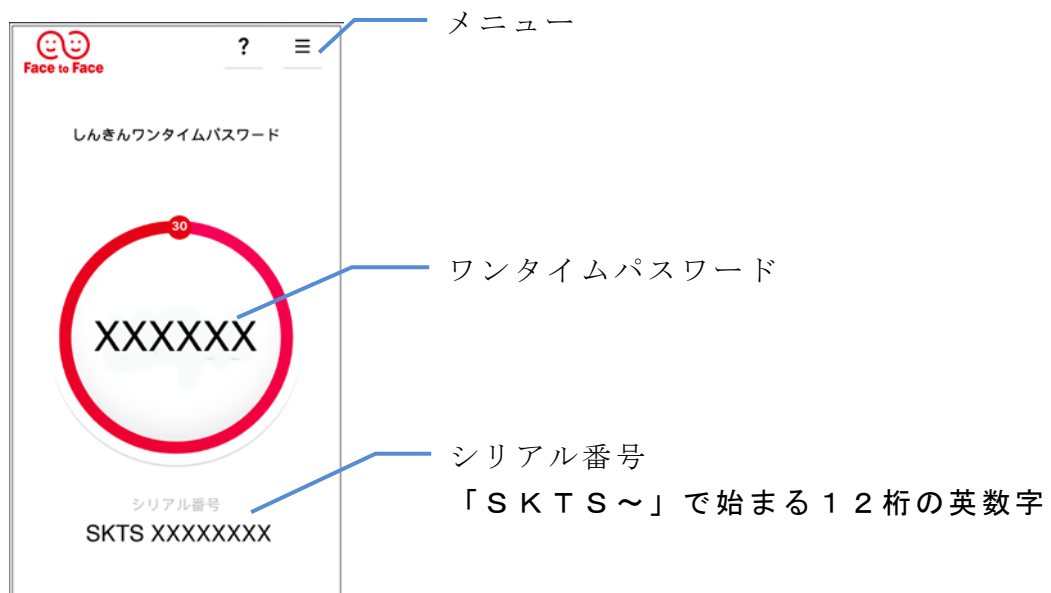 メニュー
? ≡
Face to Face
しんきんワンタイムパスワード
30
ワンタイムパスワード
XXXXXX
シリアル番号
「SKTS～」で始まる12桁の英数字
シリアル番号
SKTS XXXXXXXX